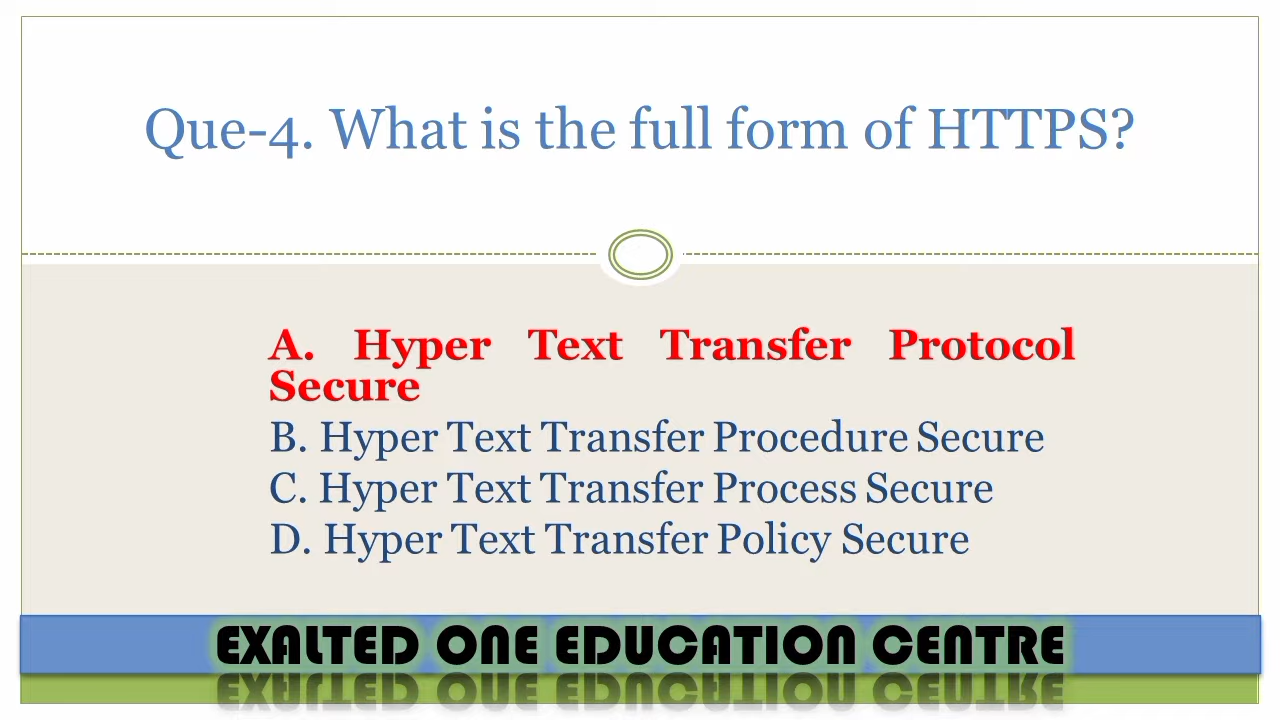 Que-4. What is the full form of HTTPS?
A. Hyper Text Transfer Protocol
Secure
B. Hyper Text Transfer Procedure Secure
C. Hyper Text Transfer Process Secure
D. Hyper Text Transfer Policy Secure
EXALTED ONE EDUCATION CENTRE